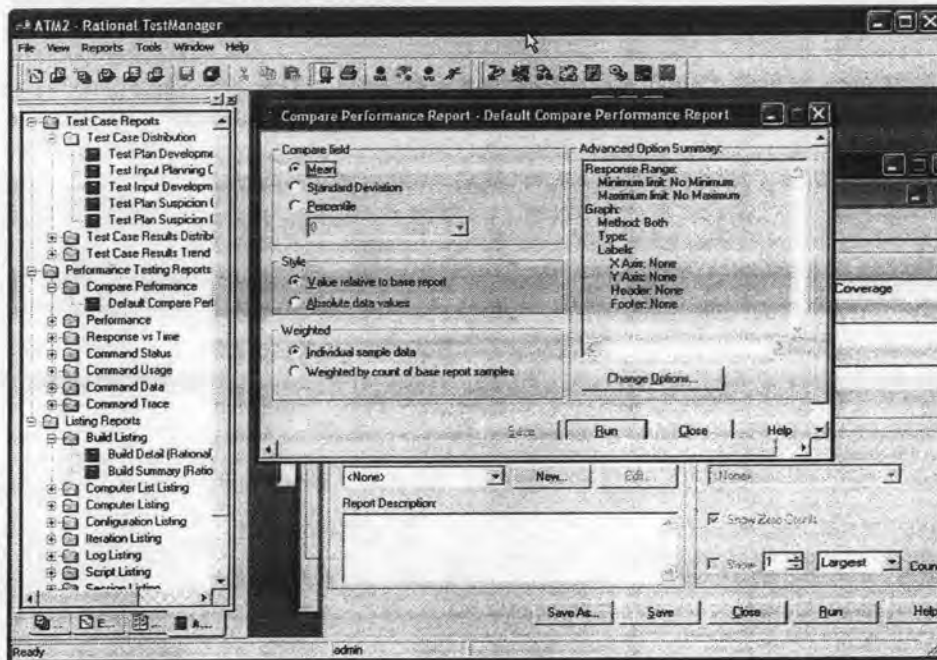 ATM2 - Rational TestManager
File View Reports Tools Window Help
Test Case Reports
Test Case Distribution
Test Plan Developme
Test Input Planning
Test Input Developm
Test Plan Suspicion
Test Plan Suspicion
Test Case Results Distrib
Test Case Results Trend
Performance Testing Reports
Compare Performance
Default Compare Perf
Performance
Response vs Time
Command Status
Command Usage
Command Data
Command Trace
Listing Reports
Build Listing
Build Detail (Rational
Build Summary (Ratio
Computer List Listing
Computer Listing
Configuration Listing
Iteration Listing
Log Listing
Script Listing
Session Listing
E...
A...
Compare Performance Report - Default Compare Performance Report
Compare field
Mean
Standard Deviation
Percentile
0
Style
Value relative to base report
Absolute data values
Weighted
Individual sample data
Weighted by count of base report samples
Advanced Option Summary:
Response Range:
Minimum limit: No Minimum
Maximum limit: No Maximum
Graph:
Method: Both
Type:
Labels:
X Axis: None
Y Axis: None
Header: None
Footer: None
Change Options...
Save Run Close Help
Coverage
<None> New... Edit... <None>
Report Description:
Show Zero Counts
Show 1 Largest Coun
Save As... Save Close Run Help
Ready admin